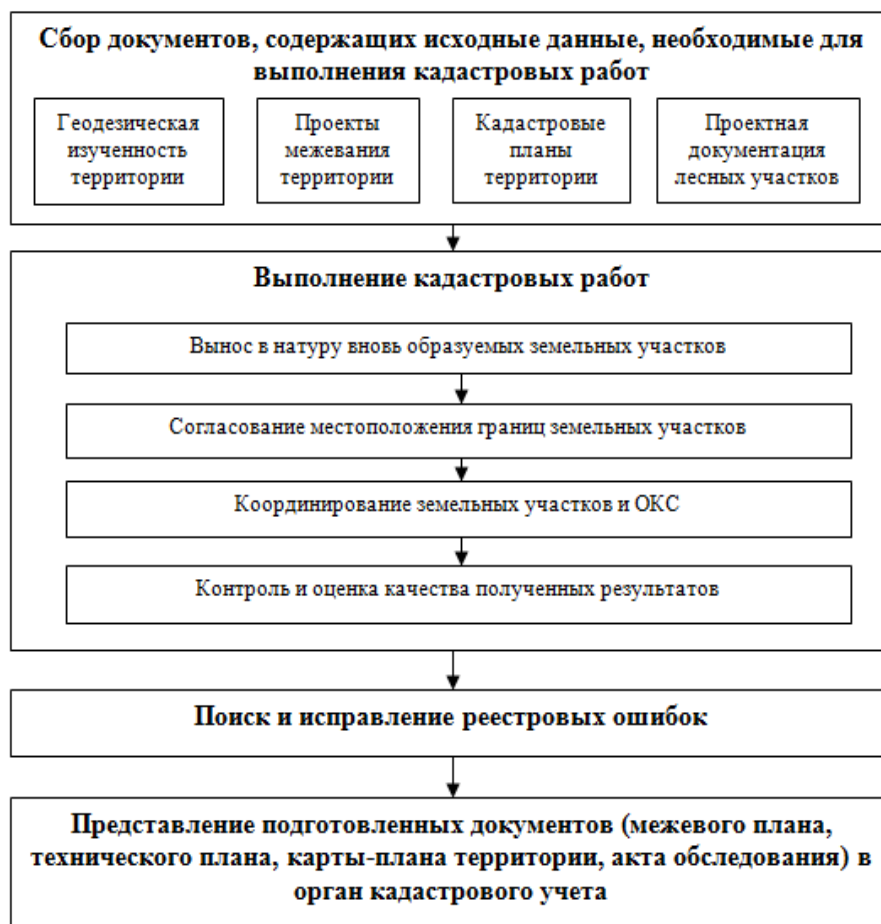 Сбор документов, содержащих исходные данные, необходимые для
выполнения кадастровых работ
Геодезическая
изученность
территории
Проекты
межевания
территории
Кадастровые
планы
территории
Проектная
документация
лесных участков
Выполнение кадастровых работ
Вынос в натуру вновь образуемых земельных участков
Согласование местоположения границ земельных участков
Координирование земельных участков и ОКС
Контроль и оценка качества полученных результатов
Поиск и исправление реестровых ошибок
Представление подготовленных документов (межевого плана,
технического плана, карты-плана территории, акта обследования) в
орган кадастрового учета